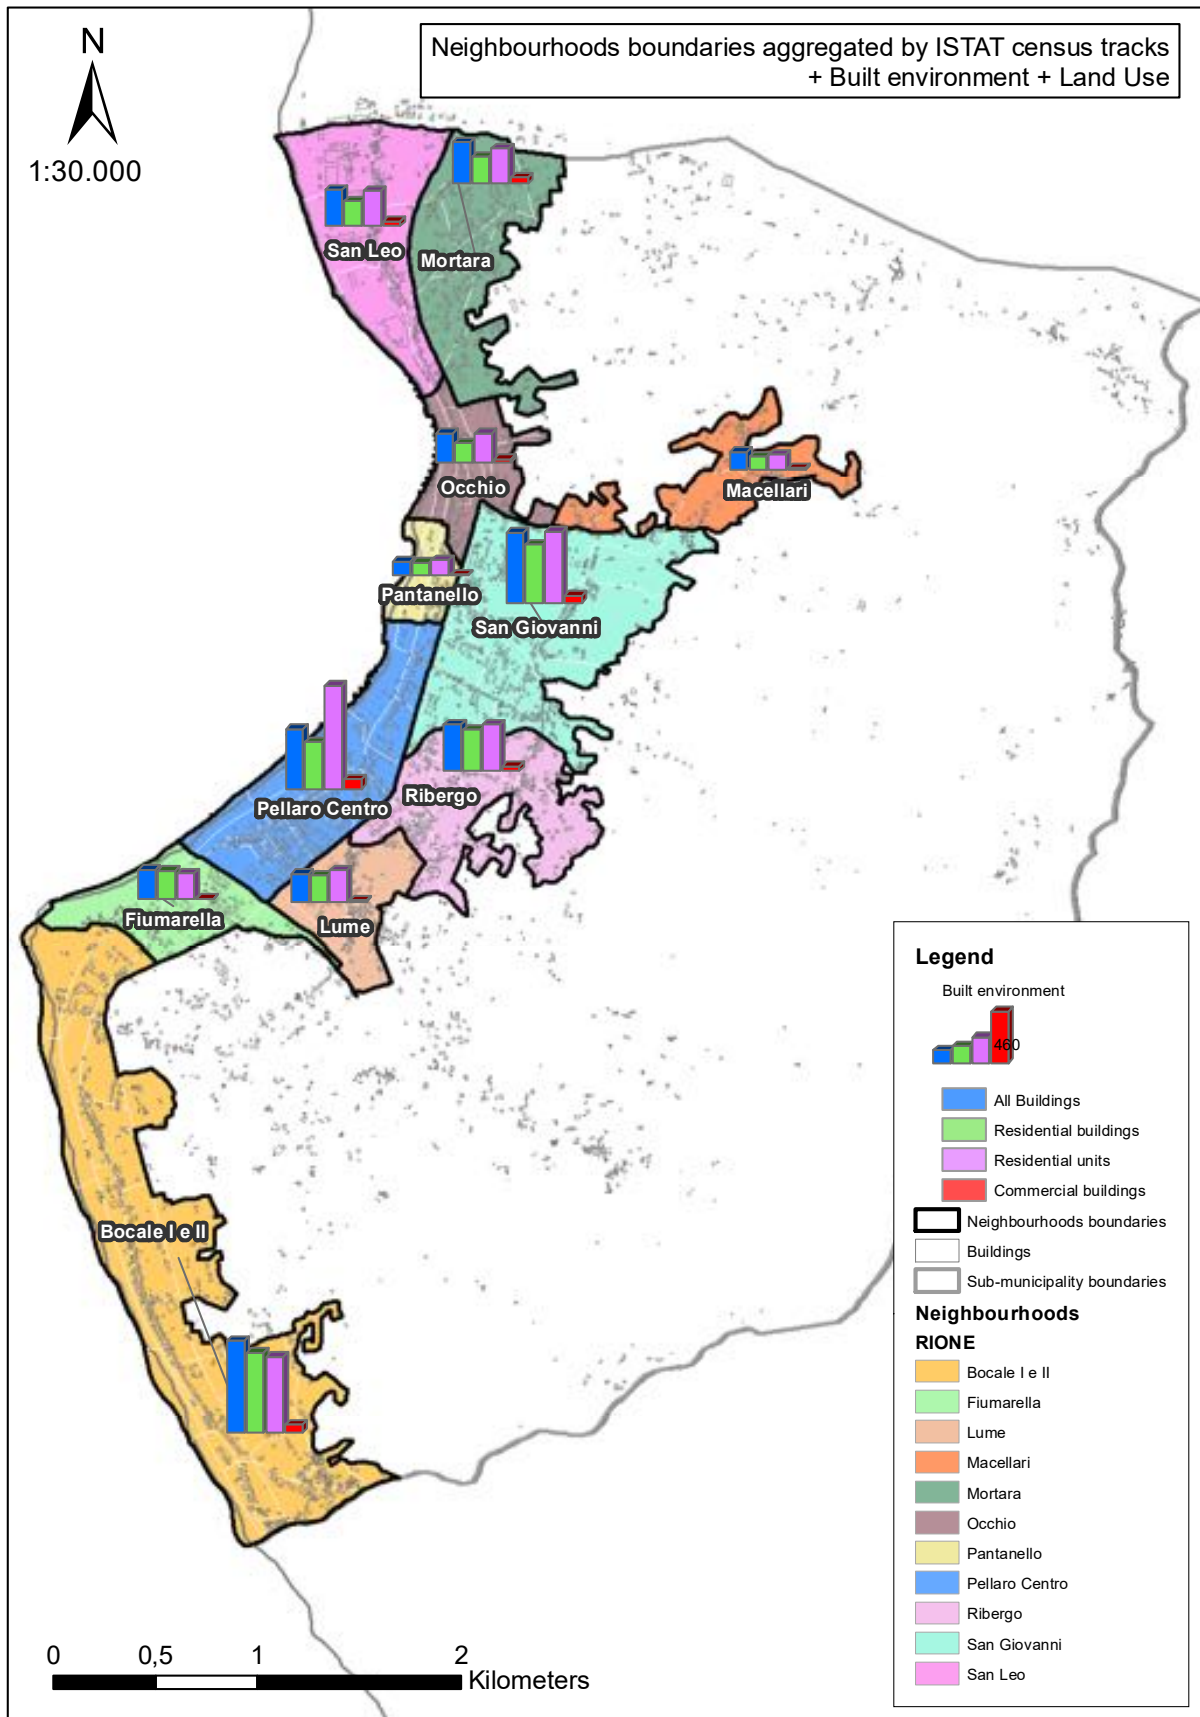 Neighbourhoods boundaries aggregated by ISTAT census tracks
+ Built environment + Land Use
N
1:30.000
San Leo
Mortara
Occhio
Macellari
Pantanello
San Giovanni
Pellaro Centro
Ribergo
Fiumarella
Lume
Bocale I e II
Legend
Built environment
460
All Buildings
Residential buildings
Residential units
Commercial buildings
Neighbourhoods boundaries
Buildings
Sub-municipality boundaries
Neighbourhoods
RIONE
Bocale I e II
Fiumarella
Lume
Macellari
Mortara
Occhio
Pantanello
Pellaro Centro
Ribergo
San Giovanni
San Leo
0 0,5 1 2
Kilometers